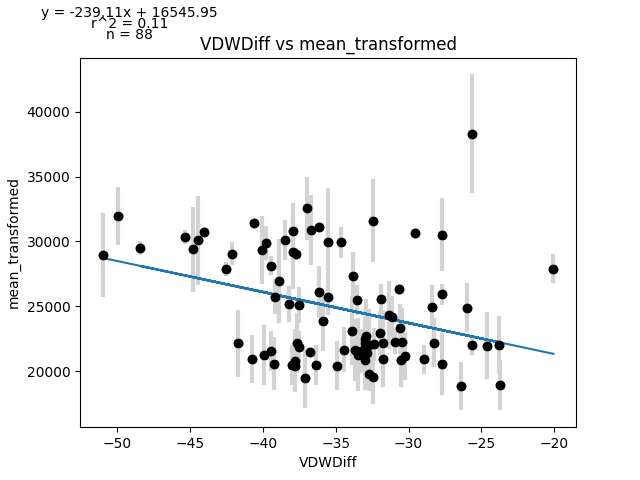 y = -239.11x + 16545.95
r^2 = 0.11
n = 88
VDWDiff vs mean_transformed
40000
35000
30000
25000
20000
mean_transformed
−50
−45
−40
−35
−30
−25
−20
VDWDiff